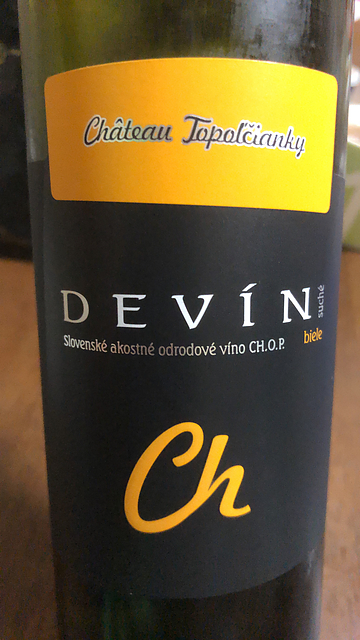 Château Topoľčianky
DEVÍN
suché
Slovenské akostné odrodové víno CH.O.P.
biele
Ch